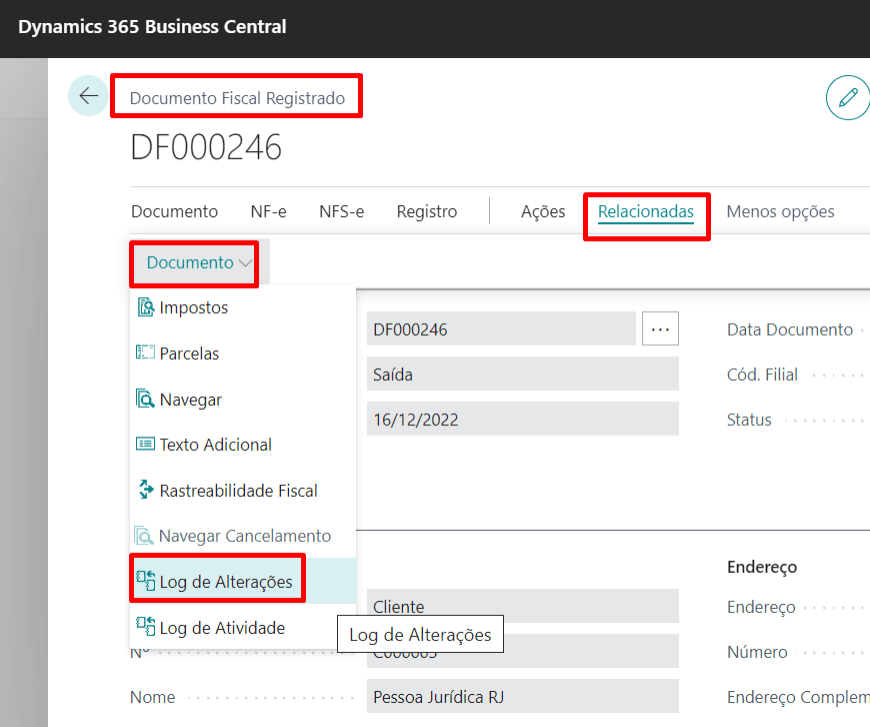 Dynamics 365 Business Central
Documento Fiscal Registrado
DF000246
Documento NF-e NFS-e Registro Ações Relacionadas Menos opções
Documento
Impostos
Parcelas
Navegar
Texto Adicional
Rastreabilidade Fiscal
Navegar Cancelamento
Log de Alterações
Log de Atividade
DF000246 ... Data Documento
Saída Cód. Filial
16/12/2022 Status
Endereço
Cliente Endereço
Log de Alterações
Nº Número
Nome Pessoa Jurídica RJ Endereço Complem